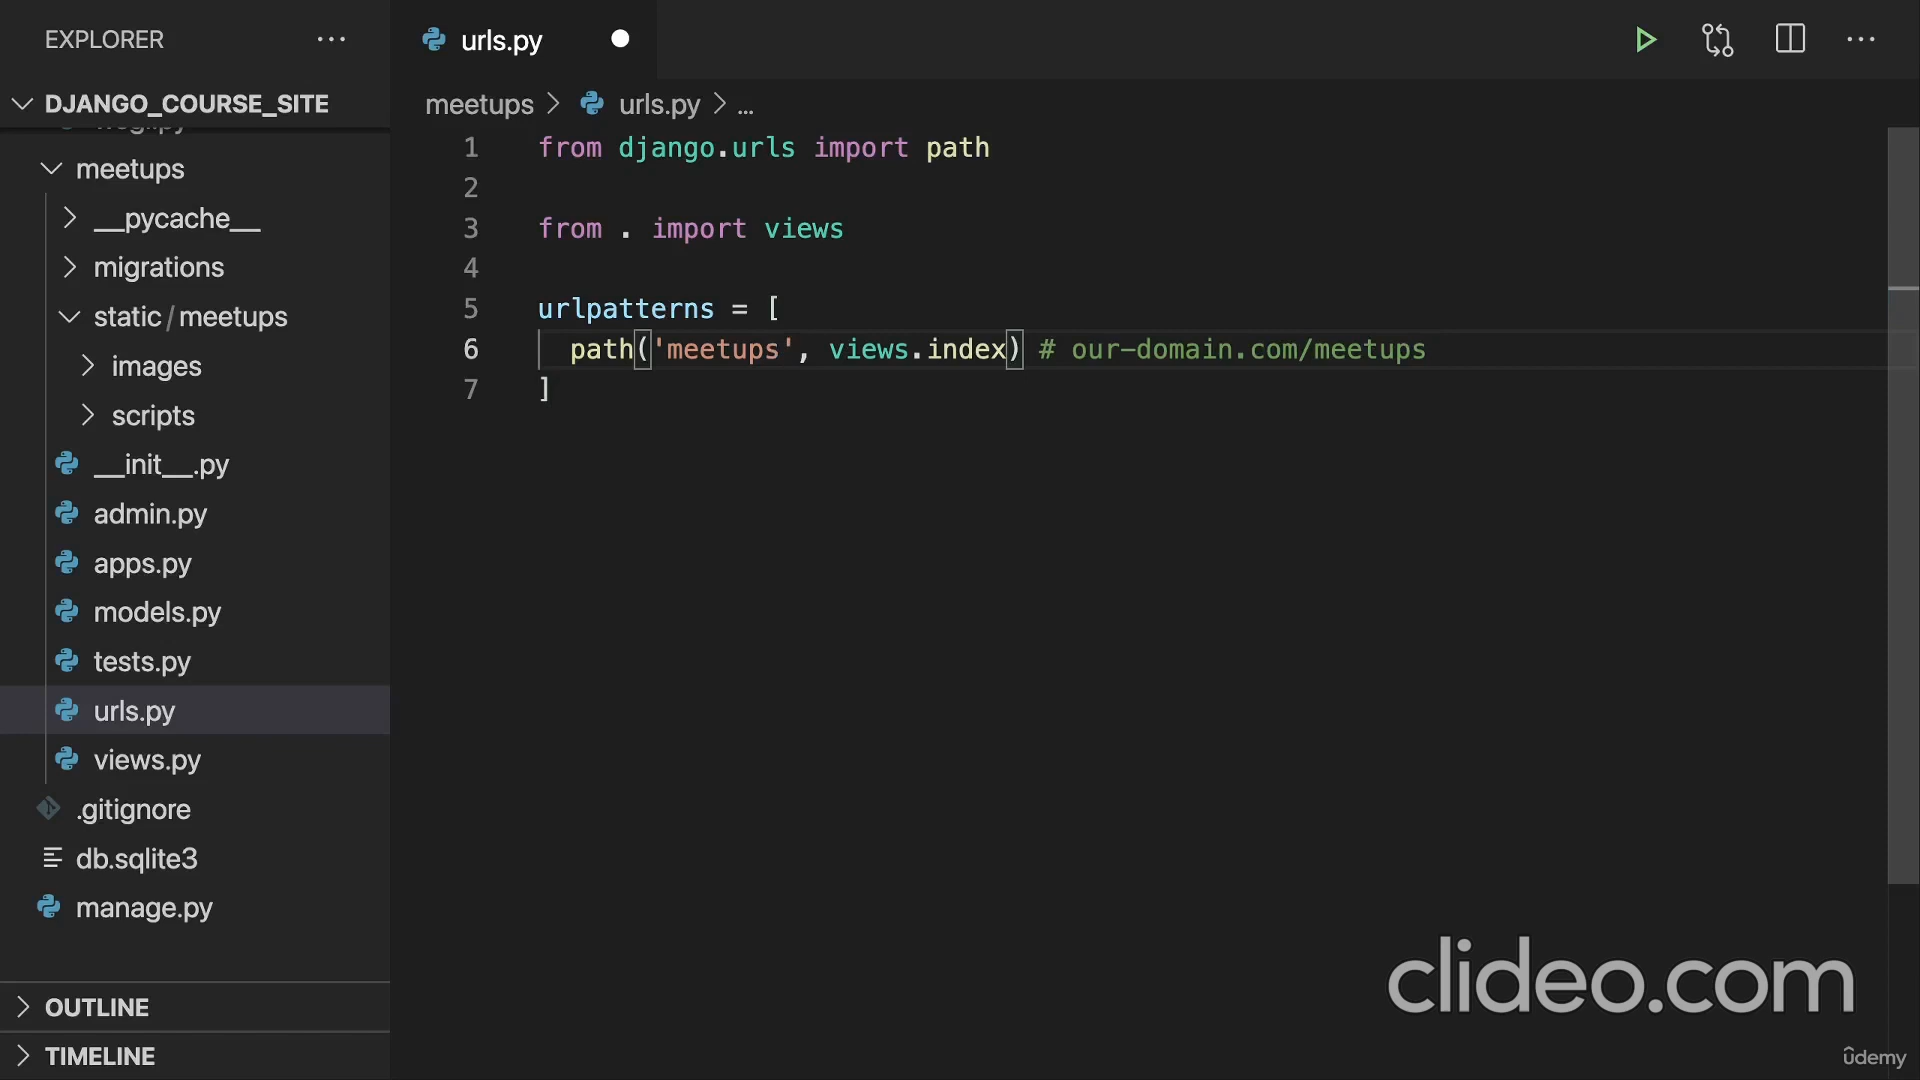 EXPLORER
urls.py
DJANGO_COURSE_SITE
meetups
__pycache__
migrations
static/meetups
images
scripts
__init__.py
admin.py
apps.py
models.py
tests.py
urls.py
views.py
.gitignore
db.sqlite3
manage.py
OUTLINE
TIMELINE
meetups > urls.py > ...
1 from django.urls import path
2
3 from . import views
4
5 urlpatterns = [
6 path('meetups', views.index) # our-domain.com/meetups
7 ]
clideo.com
ûdemy